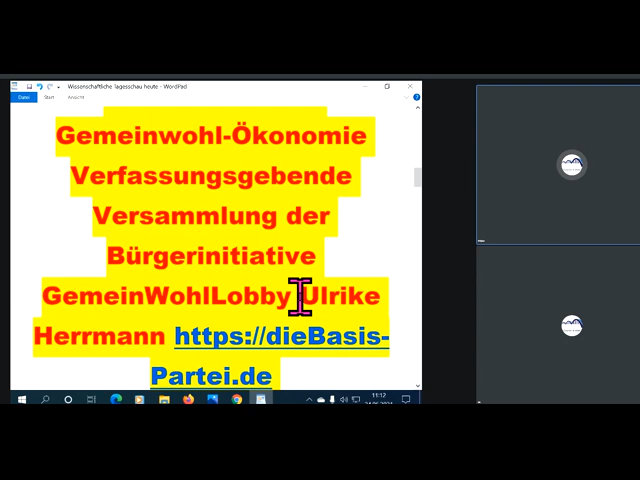 Wissenschaftliche Tagesschau heute - WordPad
Datei Start Ansicht
Gemeinwohl-Ökonomie
Verfassungsgebende
Versammlung der
Bürgerinitiative
GemeinWohlLobby Ulrike
Herrmann https://dieBasis-
Partei.de
11:12